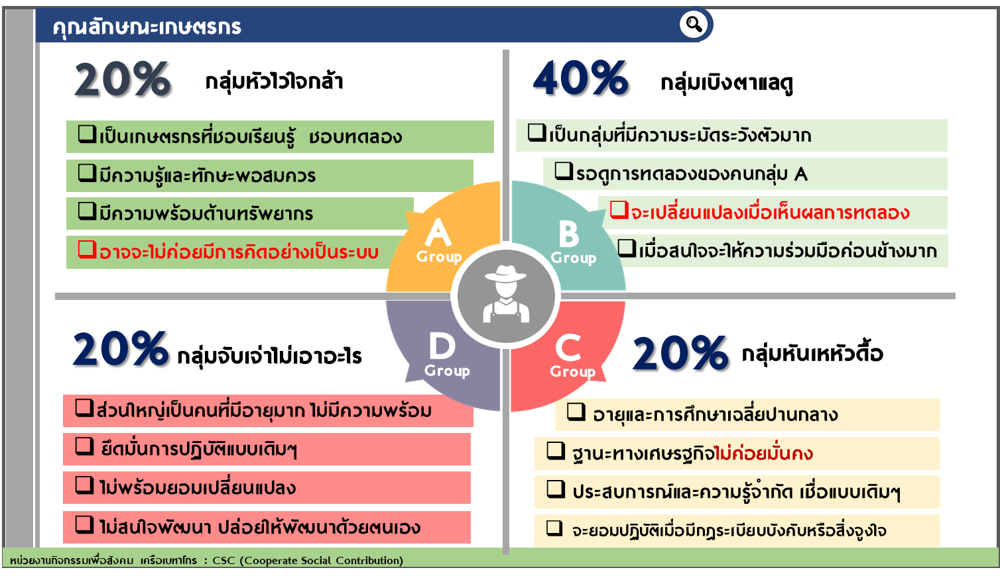 คุณลักษณะเกษตรกร
20% กลุ่มหัวไวใจกล้า
เป็นเกษตรกรที่ชอบเรียนรู้ ชอบทดลอง
มีความรู้และทักษะพอสมควร
มีความพร้อมด้านทรัพยากร
อาจจะไม่ค่อยมีการคิดอย่างเป็นระบบ
40% กลุ่มเบิงตาแลดู
เป็นกลุ่มที่มีความระมัดระวังตัวมาก
รอดูการทดลองของคนกลุ่ม A
จะเปลี่ยนแปลงเมื่อเห็นผลการทดลอง
เมื่อสนใจจะให้ความร่วมมือค่อนข้างมาก
A
Group
B
Group
D
Group
C
Group
20% กลุ่มจับเจ่าไม่เอาอะไร
ส่วนใหญ่เป็นคนที่มีอายุมาก ไม่มีความพร้อม
ยึดมั่นการปฏิบัติแบบเดิมๆ
ไม่พร้อมยอมเปลี่ยนแปลง
ไม่สนใจพัฒนา ปล่อยให้พัฒนาด้วยตนเอง
20% กลุ่มหันเหหัวดื้อ
อายุและการศึกษาเฉลี่ยปานกลาง
ฐานะทางเศษรฐกิจไม่ค่อยมั่นคง
ประสบการณ์และความรู้จำกัด เชื่อแบบเดิมๆ
จะยอมปฏิบัติเมื่อมีกฎระเบียบบังคับหรือสิ่งจูงใจ
หน่วยงานกิจกรรมเพื่อสังคม เครือเบทาโกร : CSC (Cooperate Social Contribution)